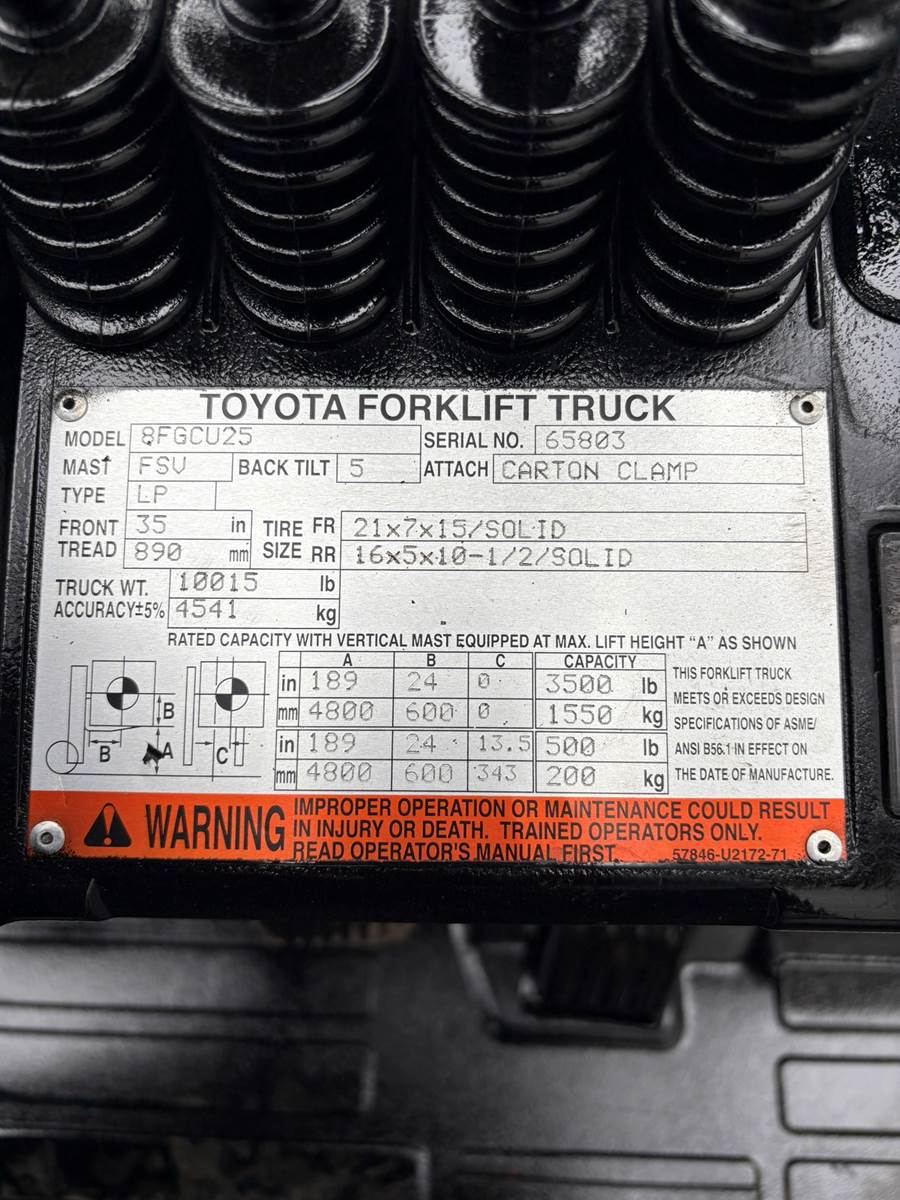 TOYOTA FORKLIFT TRUCK
MODEL 8FGCU25 SERIAL NO. 65803
MAST FSV BACK TILT 5 ATTACH CARTON CLAMP
TYPE LP
FRONT TREAD 35 in 890 mm
TIRE SIZE FR 21x7x15/SOLID
RR 16x5x10-1/2/SOLID
TRUCK WT. 10015 lb
ACCURACY±5% 4541 kg
RATED CAPACITY WITH VERTICAL MAST EQUIPPED AT MAX. LIFT HEIGHT “A” AS SHOWN
A B C CAPACITY
in 189 24 0 3500 lb
mm 4800 600 0 1550 kg
in 189 24 13.5 500 lb
mm 4800 600 343 200 kg
B
B A C
THIS FORKLIFT TRUCK
MEETS OR EXCEEDS DESIGN
SPECIFICATIONS OF ASME/
ANSI B56.1 IN EFFECT ON
THE DATE OF MANUFACTURE.
WARNING
IMPROPER OPERATION OR MAINTENANCE COULD RESULT
IN INJURY OR DEATH. TRAINED OPERATORS ONLY.
READ OPERATOR'S MANUAL FIRST. 57846-U2172-71